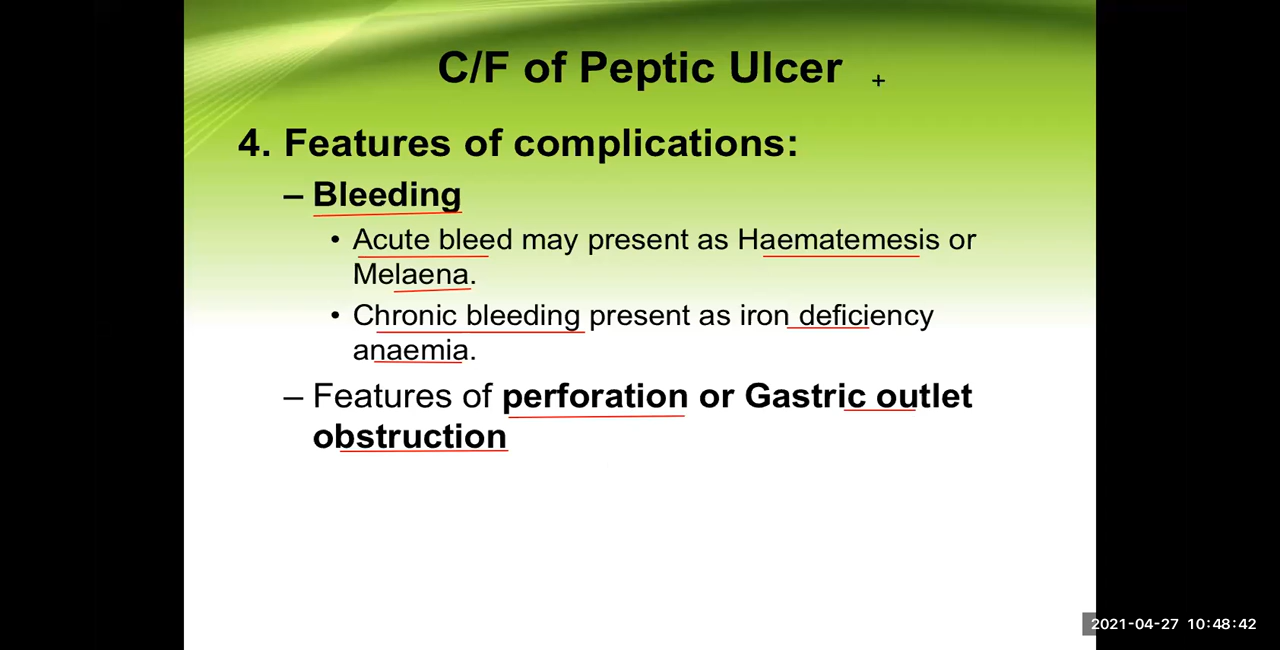 C/F of Peptic Ulcer
4. Features of complications:
– Bleeding
• Acute bleed may present as Haematemesis or
Melaena.
• Chronic bleeding present as iron deficiency
anaemia.
– Features of perforation or Gastric outlet
obstruction
2021-04-27 10:48:42